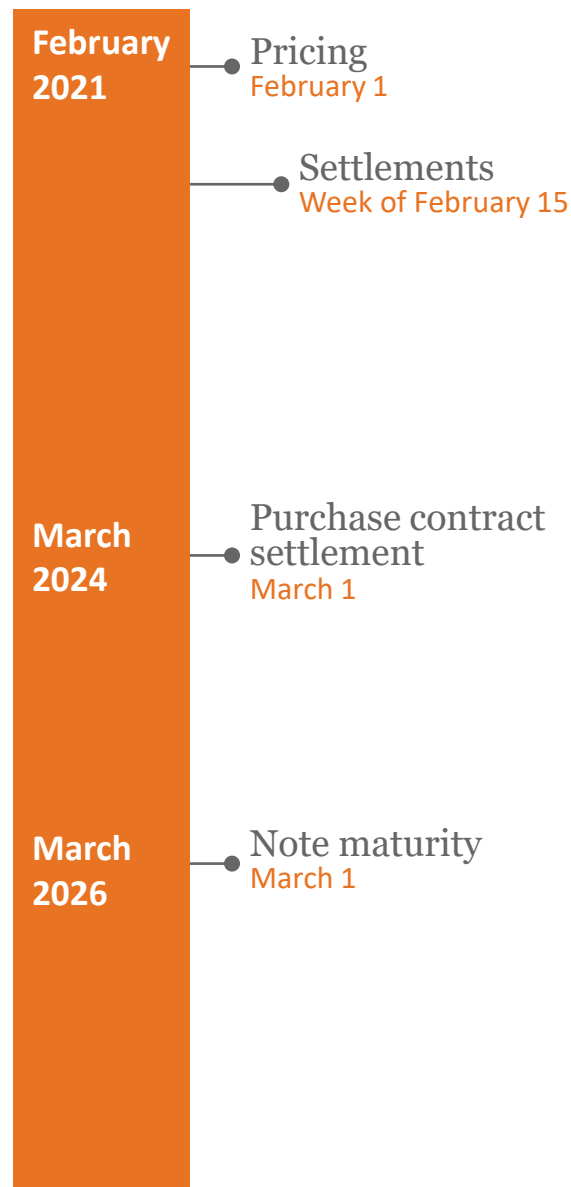 February
2021
Pricing
February 1
Settlements
Week of February 15
March
2024
Purchase contract
settlement
March 1
March
2026
Note maturity
March 1